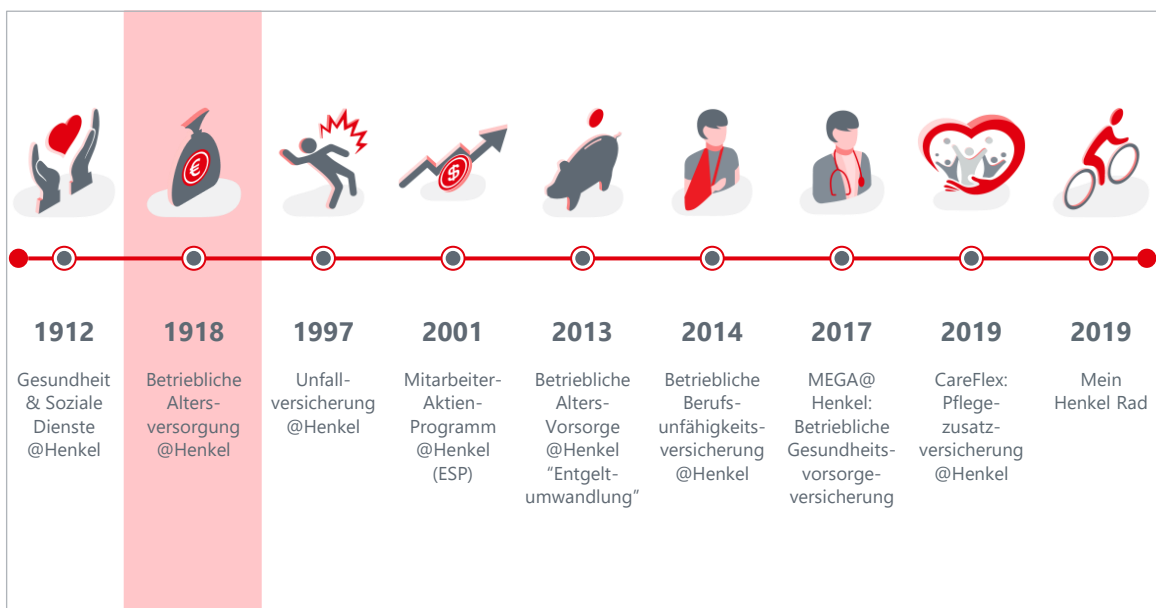 €
$
1912
Gesundheit
& Soziale
Dienste
@Henkel
1918
Betriebliche
Alters-
versorgung
@Henkel
1997
Unfall-
versicherung
@Henkel
2001
Mitarbeiter-
Aktien-
Programm
@Henkel
(ESP)
2013
Betriebliche
Alters-
Vorsorge
@Henkel
“Entgelt-
umwandlung”
2014
Betriebliche
Berufs-
unfähigkeits-
versicherung
@Henkel
2017
MEGA@
Henkel:
Betriebliche
Gesundheits-
vorsorge-
versicherung
2019
CareFlex:
Pflege-
zusatz-
versicherung
@Henkel
2019
Mein
Henkel Rad